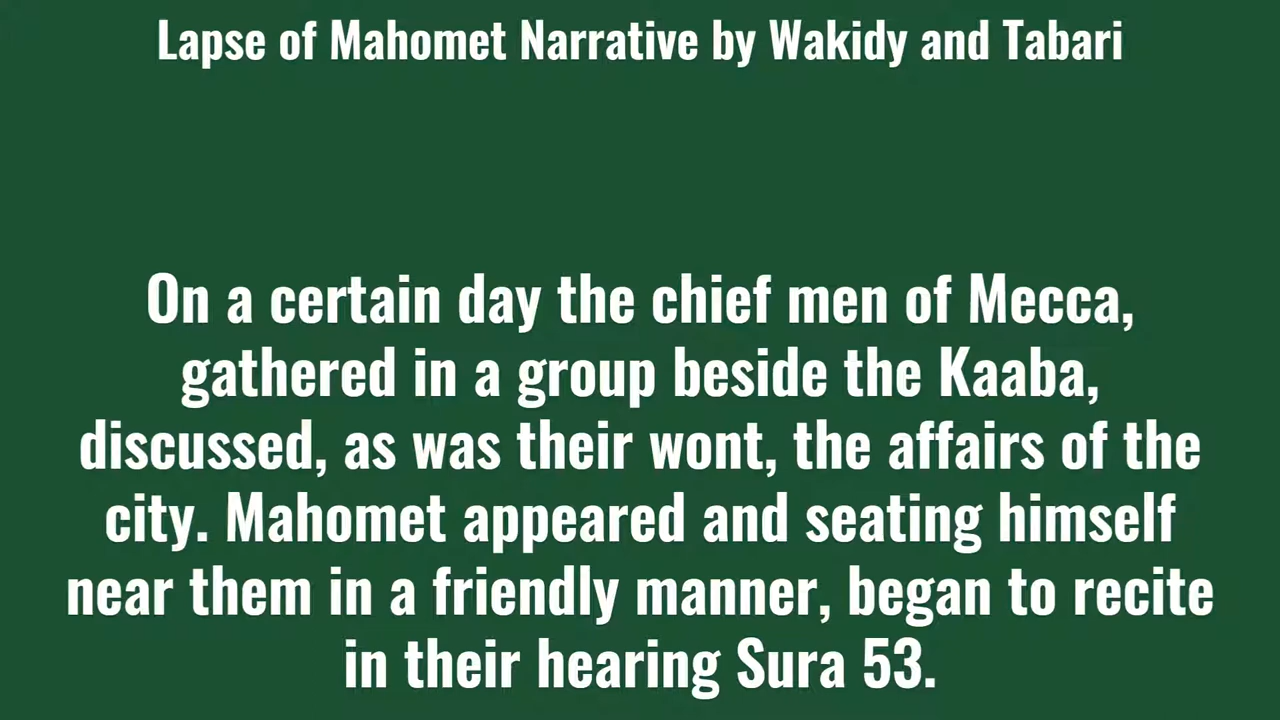 Lapse of Mahomet Narrative by Wakidy and Tabari
On a certain day the chief men of Mecca,
gathered in a group beside the Kaaba,
discussed, as was their wont, the affairs of the
city. Mahomet appeared and seating himself
near them in a friendly manner, began to recite
in their hearing Sura 53.